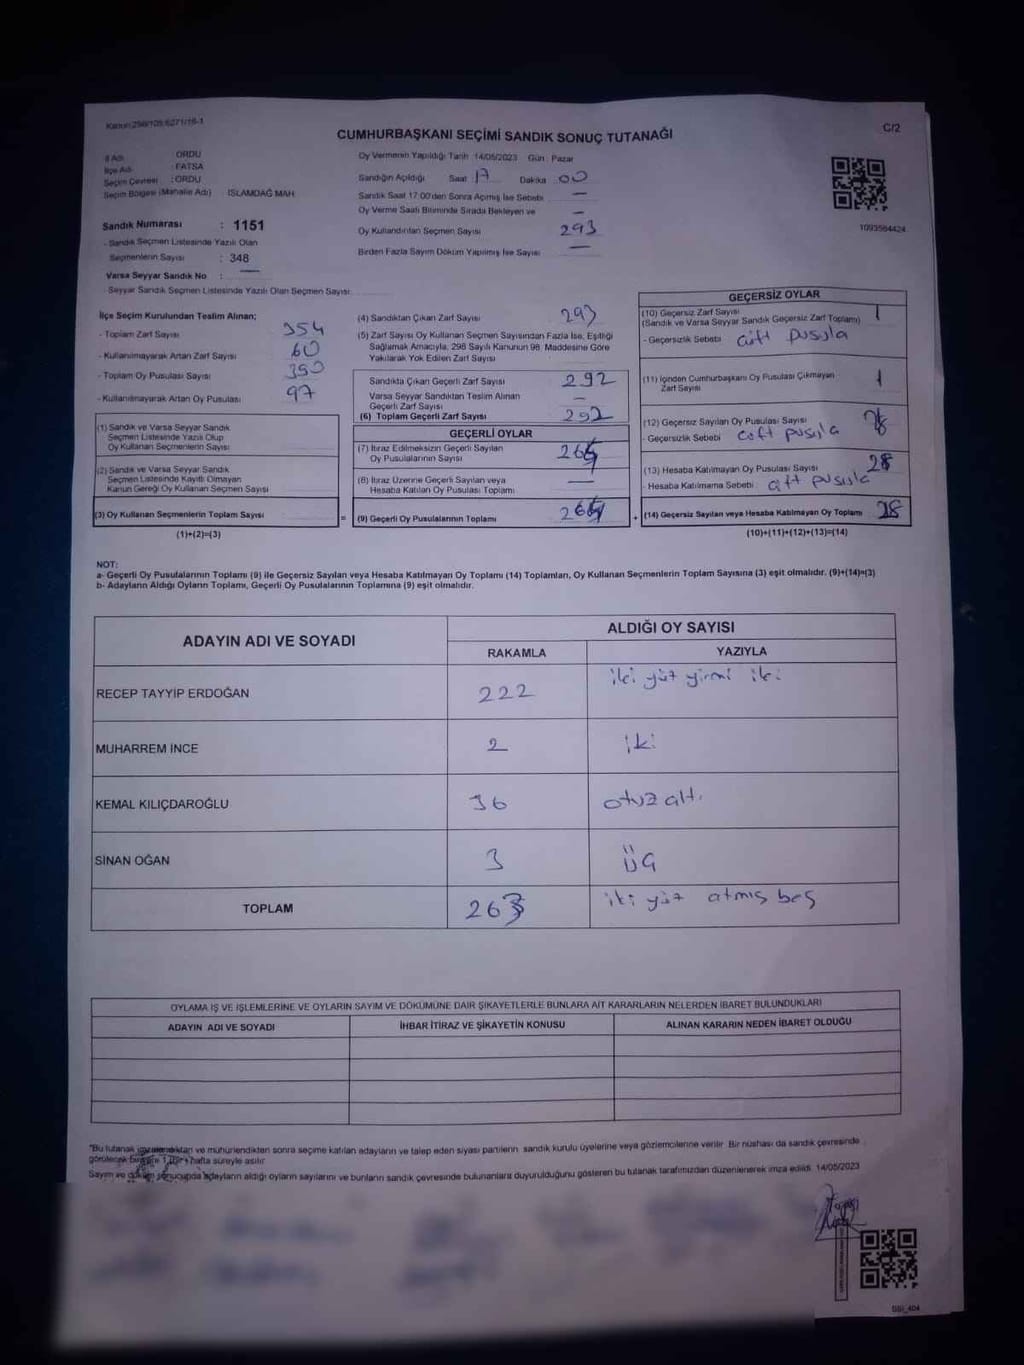 Kanun:298/109;6271/16-1
CUMHURBAŞKANI SEÇİMİ SANDIK SONUÇ TUTANAĞI
C/2
İl Adı : ORDU
İlçe Adı : FATSA
Seçim Çevresi : ORDU
Seçim Bölgesi (Mahalle Adı) İSLAMDAĞ MAH.
Sandık Numarası : 1151
- Sandık Seçmen Listesinde Yazılı Olan
Seçmenlerin Sayısı : 348
Varsa Seyyar Sandık No : —
- Seyyar Sandık Seçmen Listesinde Yazılı Olan Seçmen Sayısı:
Oy Vermenin Yapıldığı Tarih 14/05/2023 Gün : Pazar
Sandığın Açıldığı Saat 17 Dakika : 00
Sandık Saat 17:00'den Sonra Açılmış İse Sebebi —
Oy Verme Saati Bitiminde Sırada Bekleyen ve —
Oy Kullandırılan Seçmen Sayısı 293
Birden Fazla Sayım Döküm Yapılmış İse Sayısı —
1093584424
İlçe Seçim Kurulundan Teslim Alınan;
- Toplam Zarf Sayısı 354
- Kullanılmayarak Artan Zarf Sayısı 60
- Toplam Oy Pusulası Sayısı 390
- Kullanılmayarak Artan Oy Pusulası 97
(1) Sandık ve Varsa Seyyar Sandık
Seçmen Listesinde Yazılı Olup
Oy Kullanan Seçmenlerin Sayısı
(2) Sandık ve Varsa Seyyar Sandık
Seçmen Listesinde Kayıtlı Olmayan
Kanun Gereği Oy Kullanan Seçmen Sayısı
(3) Oy Kullanan Seçmenlerin Toplam Sayısı
(1)+(2)=(3)
=
(4) Sandıktan Çıkan Zarf Sayısı 293
(5) Zarf Sayısı Oy Kullanan Seçmen Sayısından Fazla İse, Eşitliği
Sağlamak Amacıyla, 298 Sayılı Kanunun 98. Maddesine Göre
Yakılarak Yok Edilen Zarf Sayısı
Sandıkta Çıkan Geçerli Zarf Sayısı 292
Varsa Seyyar Sandıktan Teslim Alınan —
Geçerli Zarf Sayısı
(6) Toplam Geçerli Zarf Sayısı 292
GEÇERLİ OYLAR
(7) İtiraz Edilmeksizin Geçerli Sayılan
Oy Pusulalarının Sayısı
(8) İtiraz Üzerine Geçerli Sayılan veya —
Hesaba Katılan Oy Pusulası Toplamı
(9) Geçerli Oy Pusulalarının Toplamı
+
GEÇERSİZ OYLAR
(10) Geçersiz Zarf Sayısı 1
(Sandık ve Varsa Seyyar Sandık Geçersiz Zarf Toplamı)
- Geçersizlik Sebebi çift pusula
(11) İçinden Cumhurbaşkanı Oy Pusulası Çıkmayan 1
Zarf Sayısı
(12) Geçersiz Sayılan Oy Pusulası Sayısı
- Geçersizlik Sebebi çift pusula
(13) Hesaba Katılmayan Oy Pusulası Sayısı 28
- Hesaba Katılmama Sebebi : çift pusula
(14) Geçersiz Sayılan veya Hesaba Katılmayan Oy Toplamı 28
(10)+(11)+(12)+(13)=(14)
NOT:
a- Geçerli Oy Pusulalarının Toplamı (9) ile Geçersiz Sayılan veya Hesaba Katılmayan Oy Toplamı (14) Toplamları, Oy Kullanan Seçmenlerin Toplam Sayısına (3) eşit olmalıdır. (9)+(14)=(3)
b- Adayların Aldığı Oyların Toplamı, Geçerli Oy Pusulalarının Toplamına (9) eşit olmalıdır.
ADAYIN ADI VE SOYADI
ALDIĞI OY SAYISI
RAKAMLA YAZIYLA
RECEP TAYYİP ERDOĞAN 222 iki yüz yirmi iki
MUHARREM İNCE 2 iki
KEMAL KILIÇDAROĞLU 36 otuz altı
SİNAN OĞAN 3 üç
TOPLAM 263 iki yüz atmış beş
OYLAMA İŞ VE İŞLEMLERİNE VE OYLARIN SAYIM VE DÖKÜMÜNE DAİR ŞİKAYETLERLE BUNLARA AİT KARARLARIN NELERDEN İBARET BULUNDUKLARI
ADAYIN ADI VE SOYADI İHBAR İTİRAZ VE ŞİKAYETİN KONUSU ALINAN KARARIN NEDEN İBARET OLDUĞU
"Bu tutanak imzalandıktan ve mühürlendikten sonra seçime katılan adayların ve talep eden siyasi partilerin sandık kurulu üyelerine veya gözlemcilerine verilir. Bir nüshası da sandık çevresinde
görülecek bir yere 1 (bir) hafta süreyle asılır.
Sayım ve döküm sonucunda adayların aldığı oyların sayılarını ve bunların sandık çevresinde bulunanlara duyurulduğunu gösteren bu tutanak tarafımızdan düzenlenerek imza edildi. 14/05/2023
SSI_404